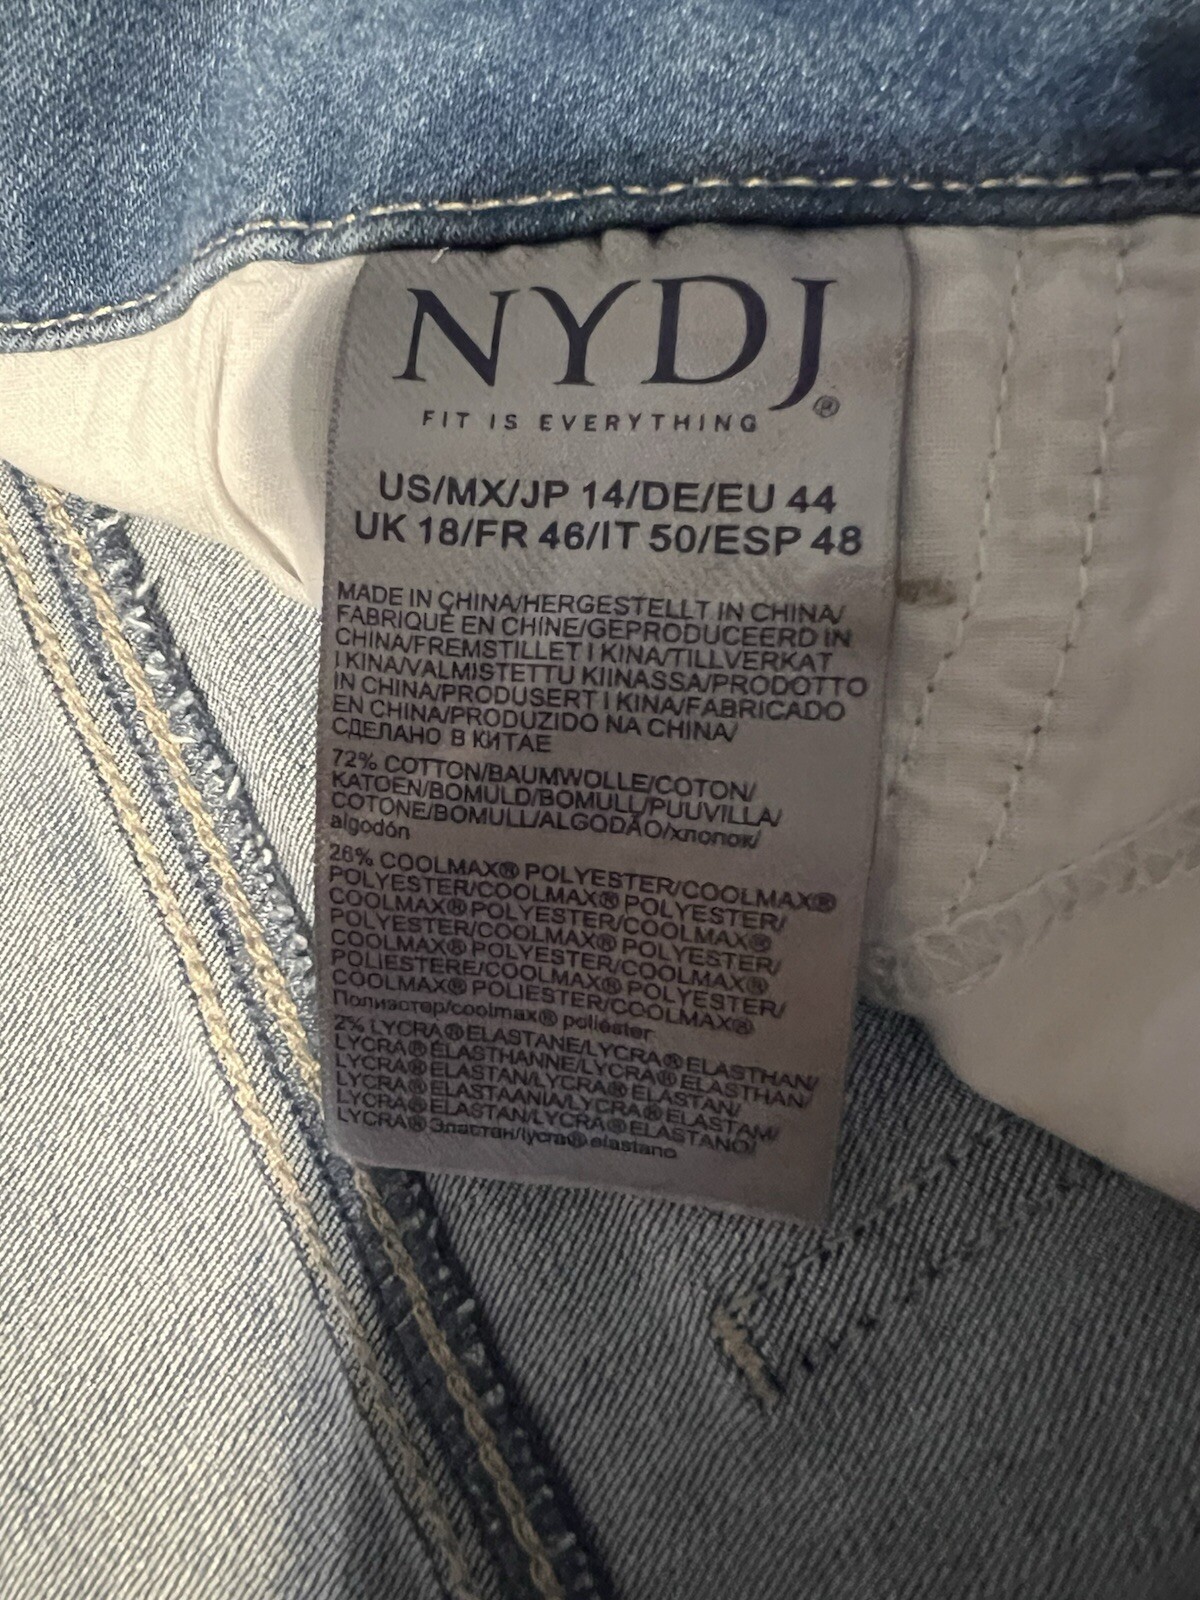 NYDJ®
FIT IS EVERYTHING
US/MX/JP 14/DE/EU 44
UK 18/FR 46/IT 50/ESP 48
MADE IN CHINA/HERGESTELLT IN CHINA/
FABRIQUÉ EN CHINE/GEPRODUCEERD IN
CHINA/FREMSTILLET I KINA/TILLVERKAT
I KINA/VALMISTETTU KIINASSA/PRODOTTO
IN CHINA/PRODUSERT I KINA/FABRICADO
EN CHINA/PRODUZIDO NA CHINA/
СДЕЛАНО В КИТАЕ
72% COTTON/BAUMWOLLE/COTON/
KATOEN/BOMULD/BOMULL/PUUVILLA/
COTONE/BOMULL/ALGODÃO/хлопок/
algodón
26% COOLMAX® POLYESTER/COOLMAX®
POLYESTER/COOLMAX® POLYESTER/
COOLMAX® POLYESTER/COOLMAX®
POLYESTER/COOLMAX® POLYESTER/
COOLMAX® POLYESTER/COOLMAX®
POLIESTERE/COOLMAX® POLYESTER/
COOLMAX® POLIESTER/COOLMAX®
Полиэстер/coolmax® poliéster
2% LYCRA® ELASTANE/LYCRA® ELASTHAN/
LYCRA® ÉLASTHANNE/LYCRA® ELASTHAN/
LYCRA® ELASTAN/LYCRA® ELASTAN/
LYCRA® ELASTAANIA/LYCRA® ELASTAM/
LYCRA® ELASTAN/LYCRA® ELASTANO/
LYCRA® Эластан/lycra® elastano